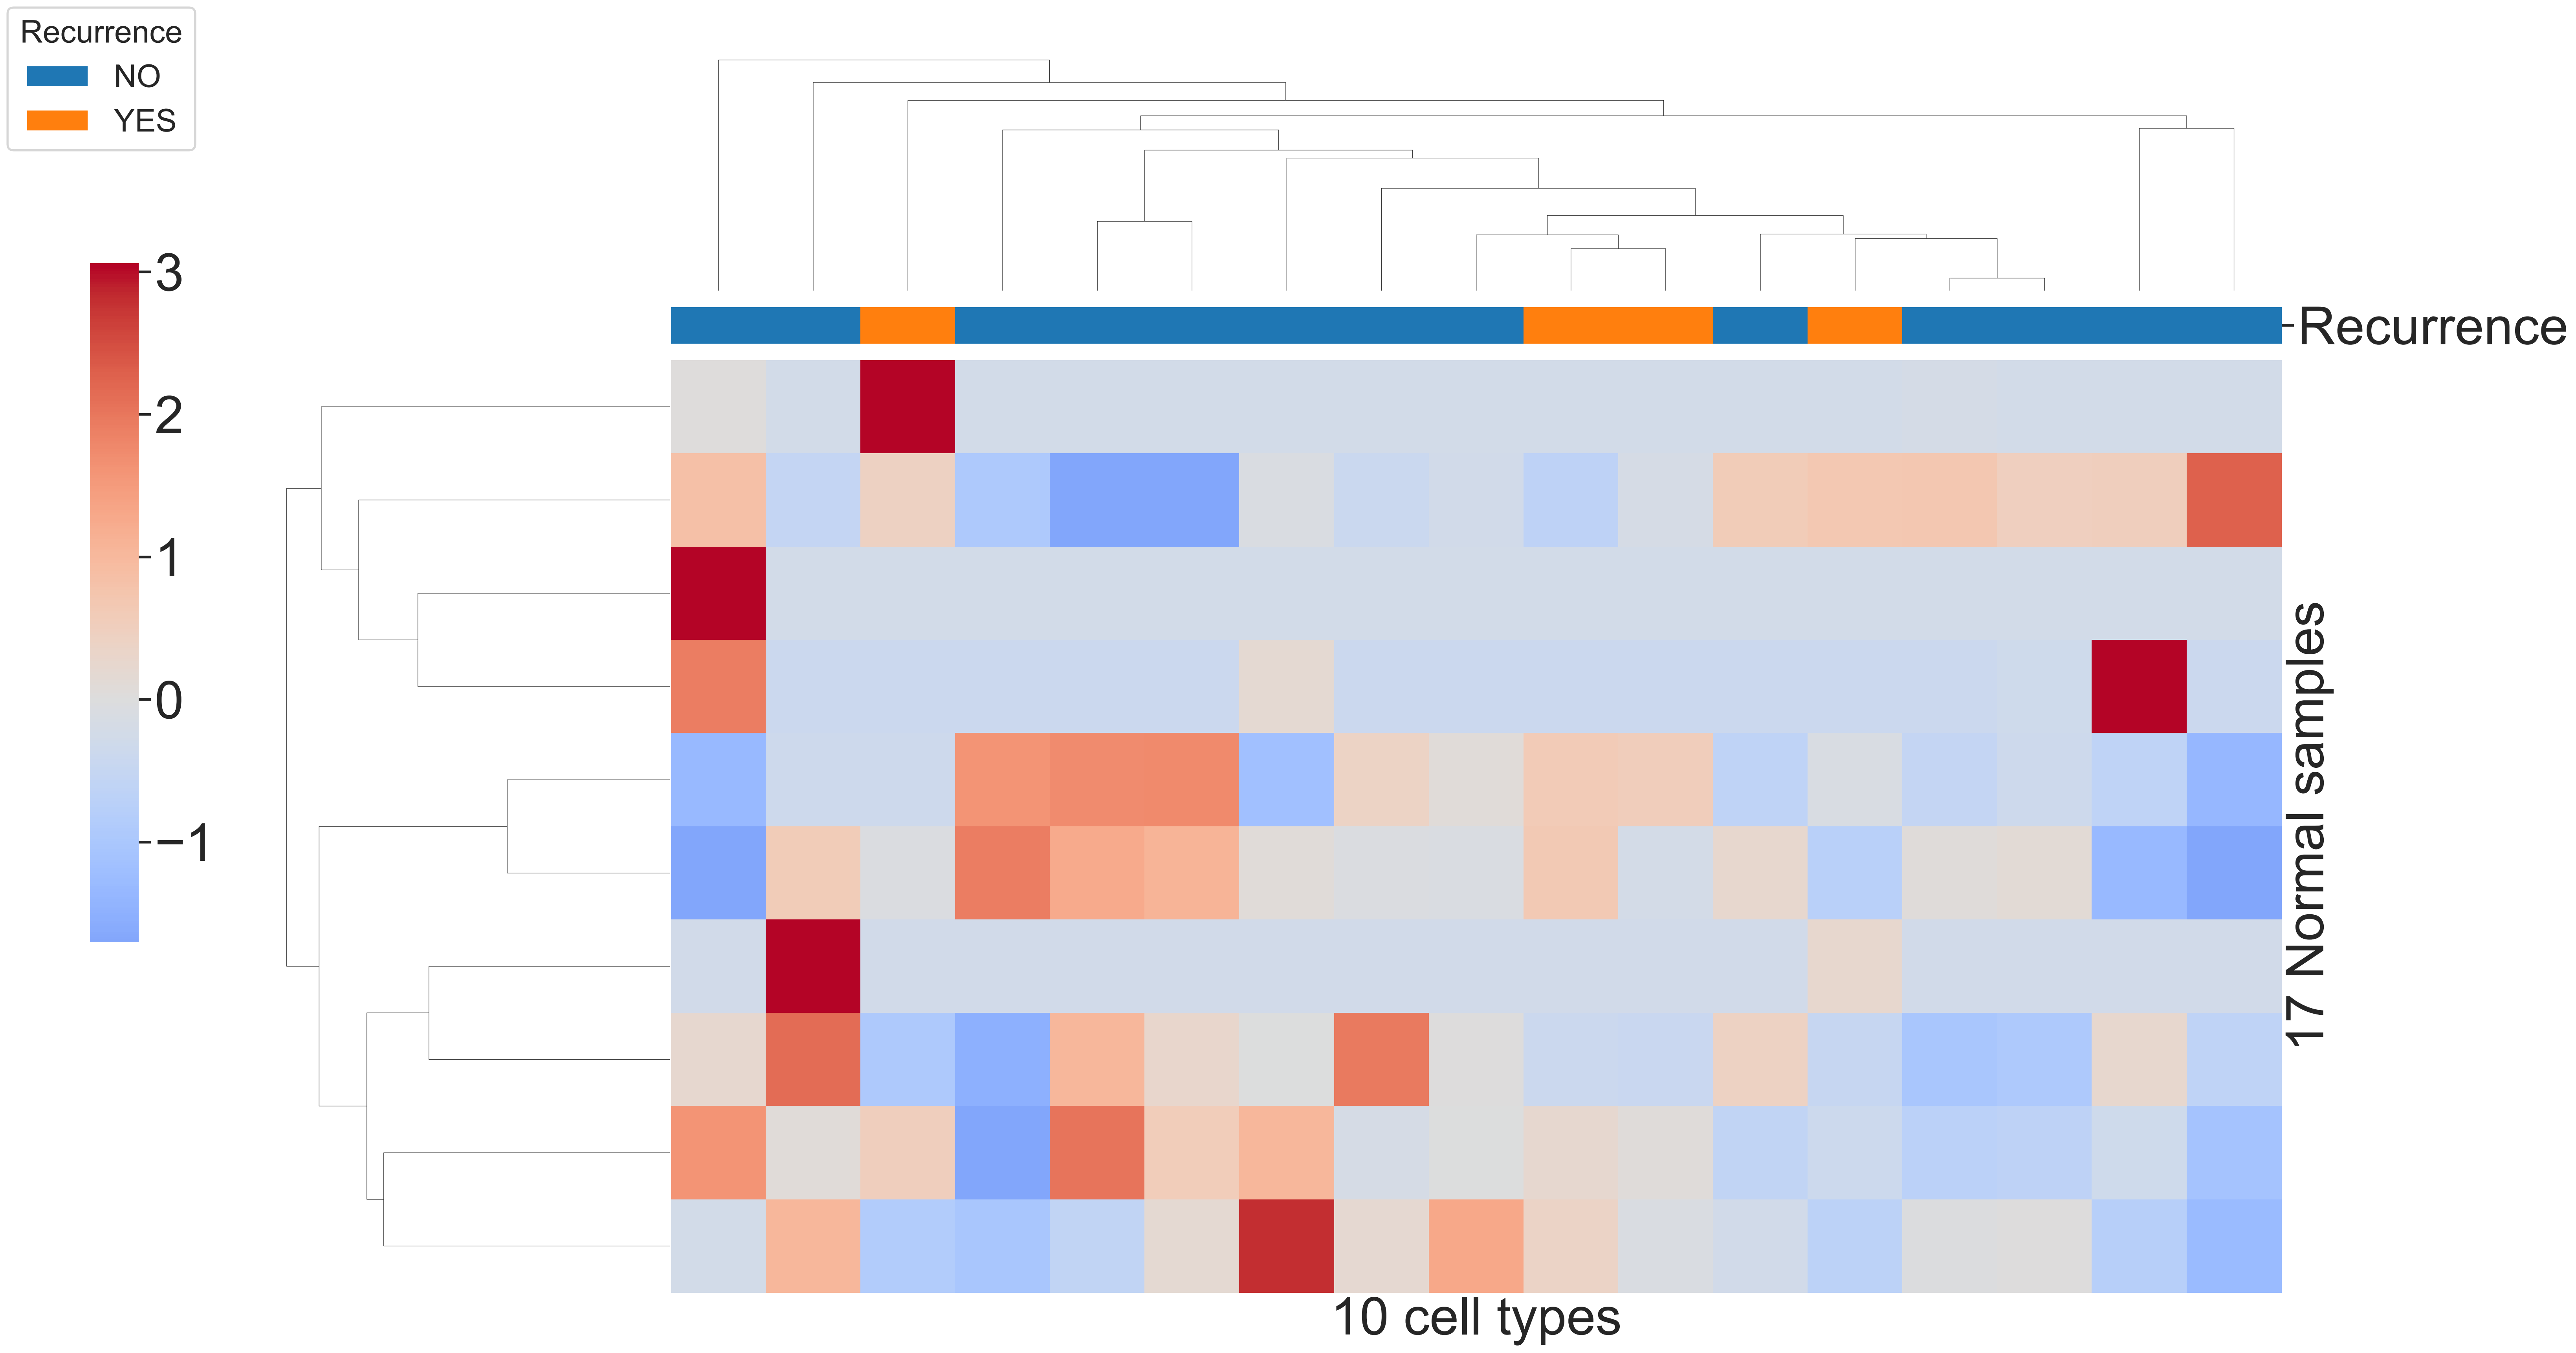 Recurrence
NO
YES
3
2
1
0
−1
Recurrence
17 Normal samples
10 cell types